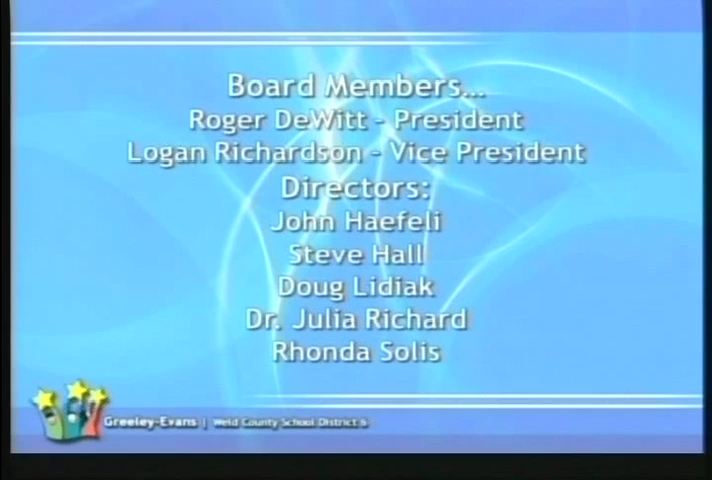 Board Members...
Roger DeWitt - President
Logan Richardson - Vice President
Directors:
John Haefeli
Steve Hall
Doug Lidiak
Dr. Julia Richard
Rhonda Solis
Greeley-Evans | Weld County School District 6